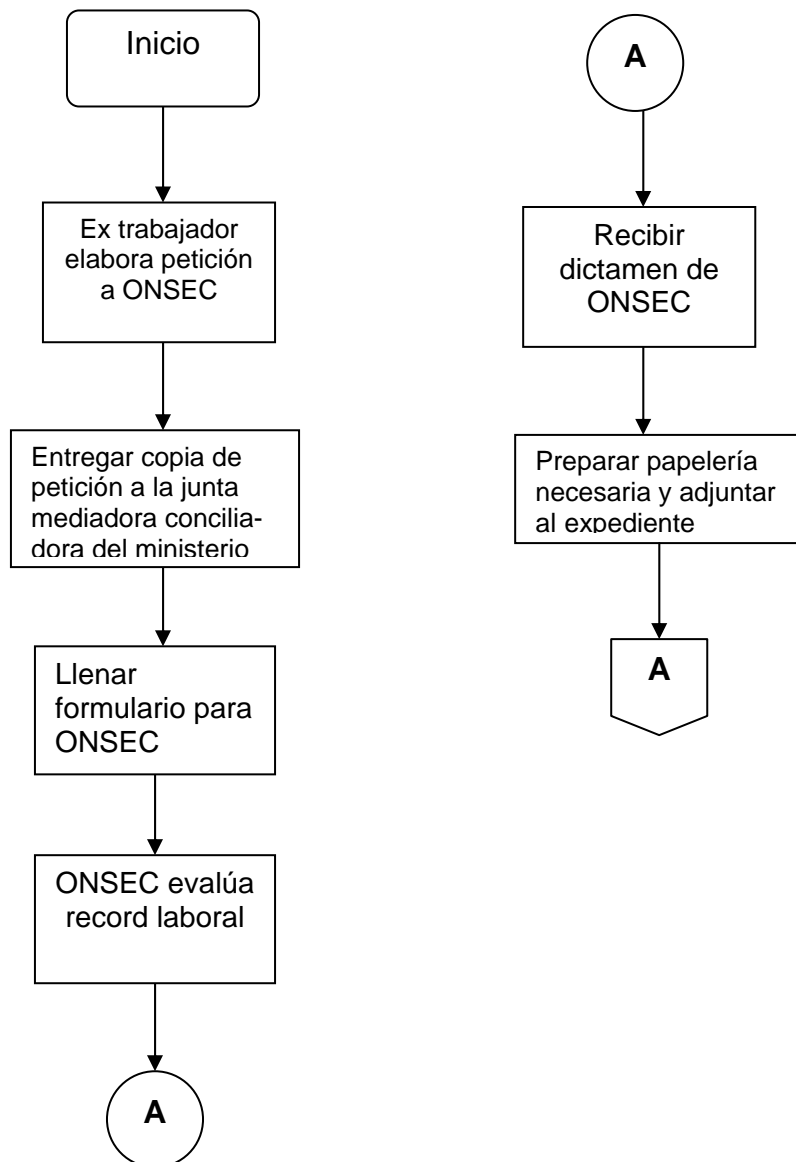 Inicio
Ex trabajador
elabora petición
a ONSEC
Entregar copia de
petición a la junta
mediadora concilia-
dora del ministerio
Llenar
formulario para
ONSEC
ONSEC evalúa
record laboral
A
A
Recibir
dictamen de
ONSEC
Preparar papelería
necesaria y adjuntar
al expediente
A